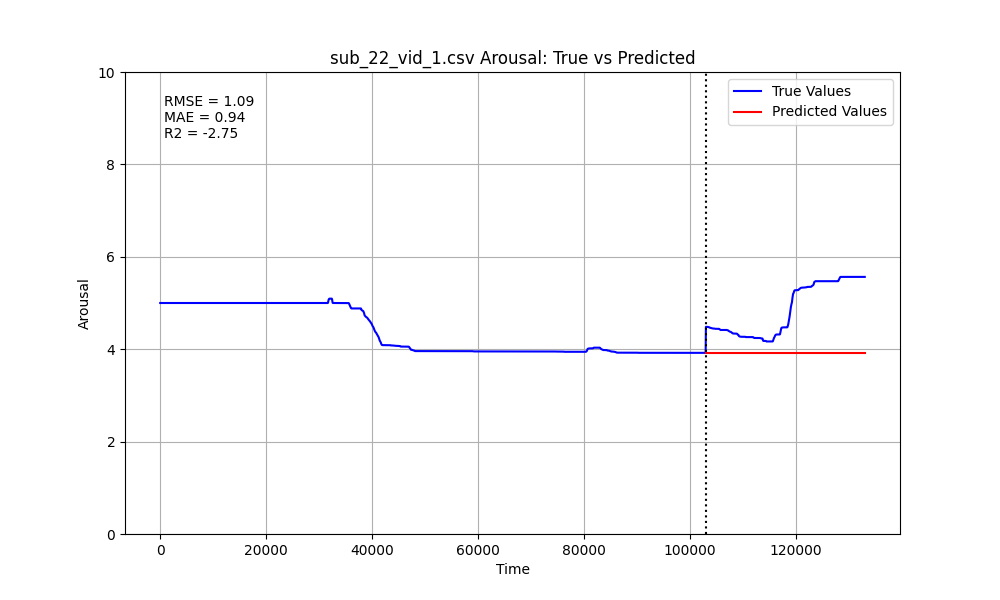 sub_22_vid_1.csv Arousal: True vs Predicted
RMSE = 1.09
MAE = 0.94
R2 = -2.75
True Values
Predicted Values
Arousal
10
8
6
4
2
0
0 20000 40000 60000 80000 100000 120000
Time